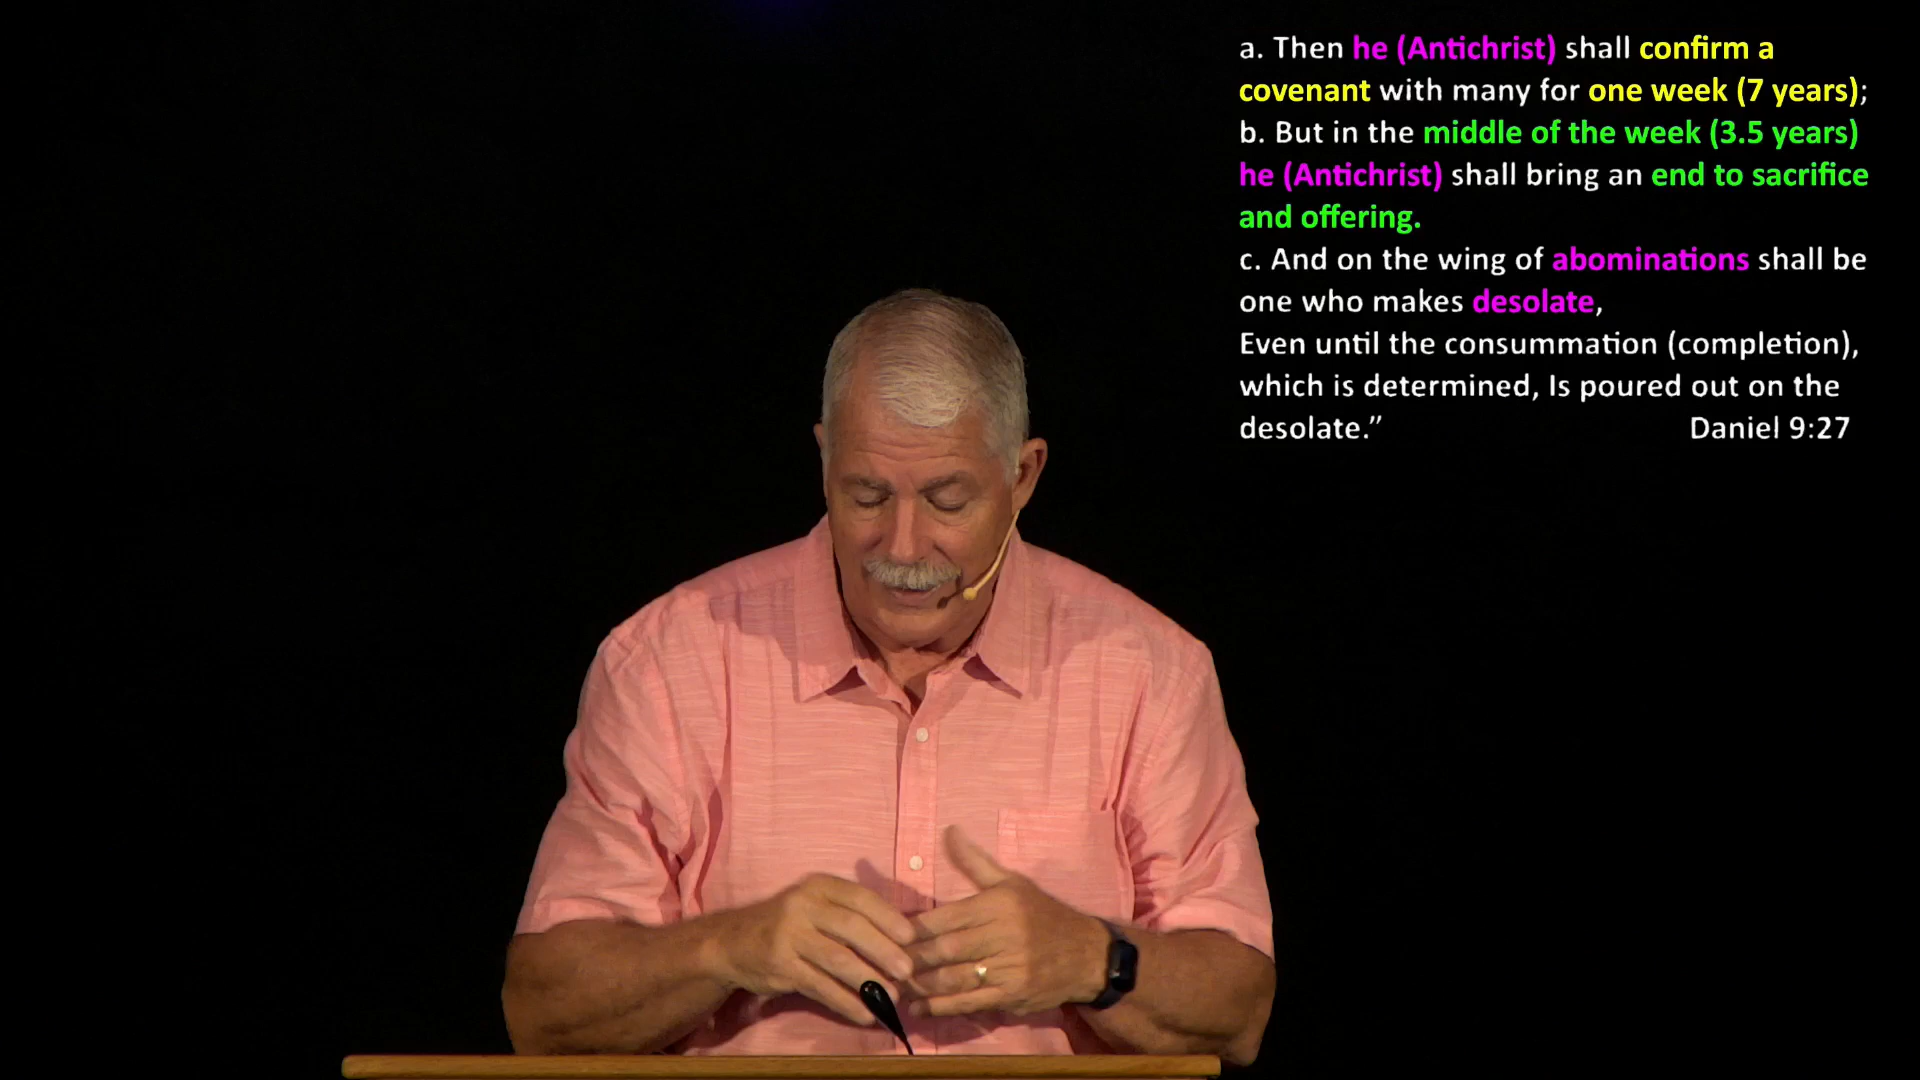 a. Then he (Antichrist) shall confirm a
covenant with many for one week (7 years);
b. But in the middle of the week (3.5 years)
he (Antichrist) shall bring an end to sacrifice
and offering.
c. And on the wing of abominations shall be
one who makes desolate,
Even until the consummation (completion),
which is determined, Is poured out on the
desolate.” Daniel 9:27